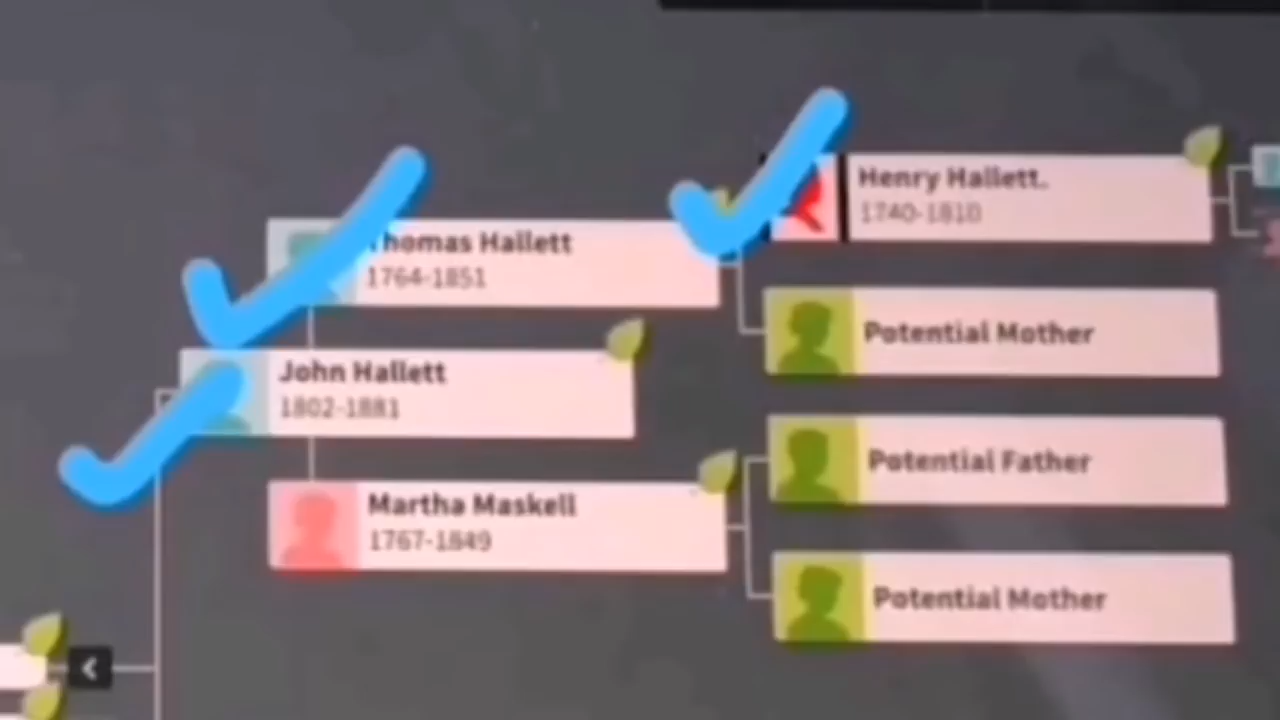 Henry Hallett.
1740-1810
Thomas Hallett
1764-1851
Potential Mother
John Hallett
1802-1881
Potential Father
Martha Maskell
1767-1849
Potential Mother